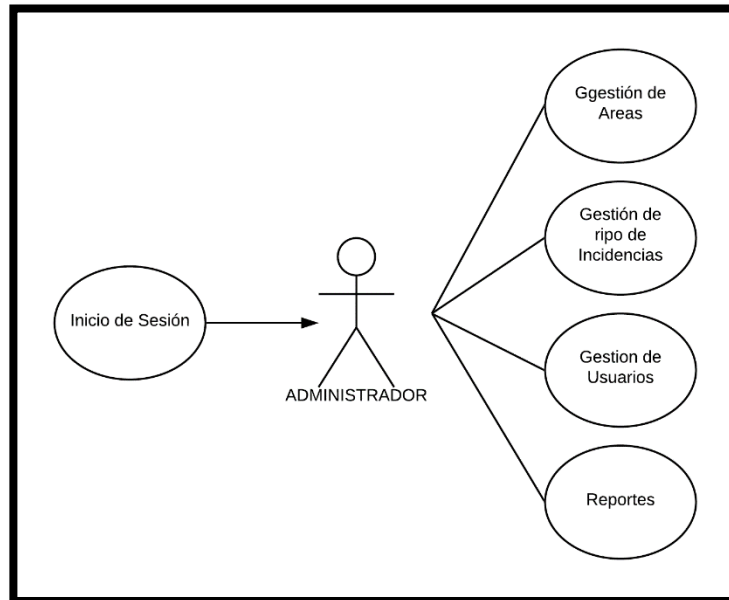 Ggestión de
Areas
Gestión de
ripo de
Incidencias
Inicio de Sesión
Gestion de
Usuarios
ADMINISTRADOR
Reportes